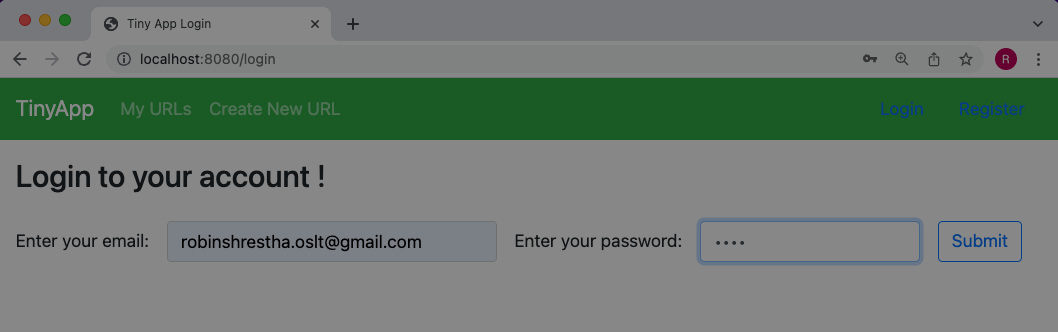 Tiny App Login
localhost:8080/login
R
TinyApp My URLs Create New URL Login Register
Login to your account !
Enter your email: robinshrestha.oslt@gmail.com Enter your password: •••• Submit